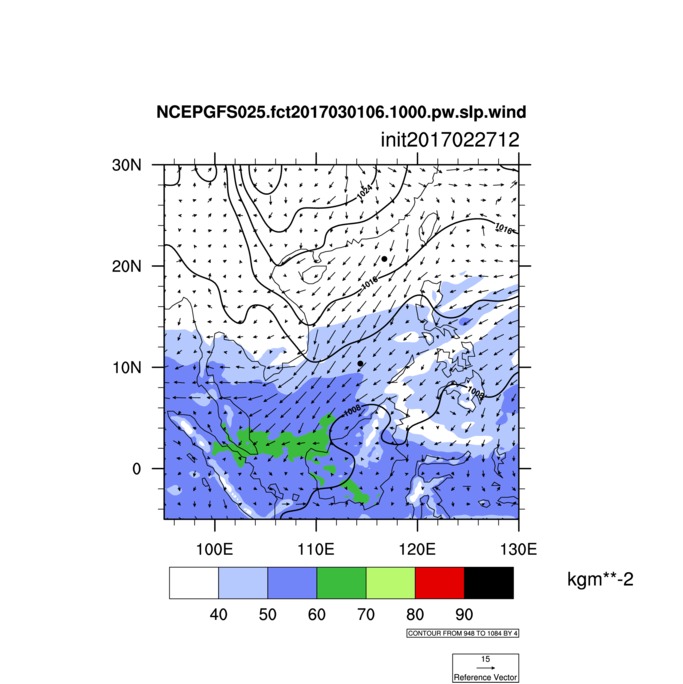 NCEPGFS025.fct2017030106.1000.pw.slp.wind
init2017022712
30N
1024
1016
20N
1016
10N
1008
1008
0
100E 110E 120E 130E
kgm**-2
40 50 60 70 80 90
CONTOUR FROM 948 TO 1084 BY 4
15
Reference Vector